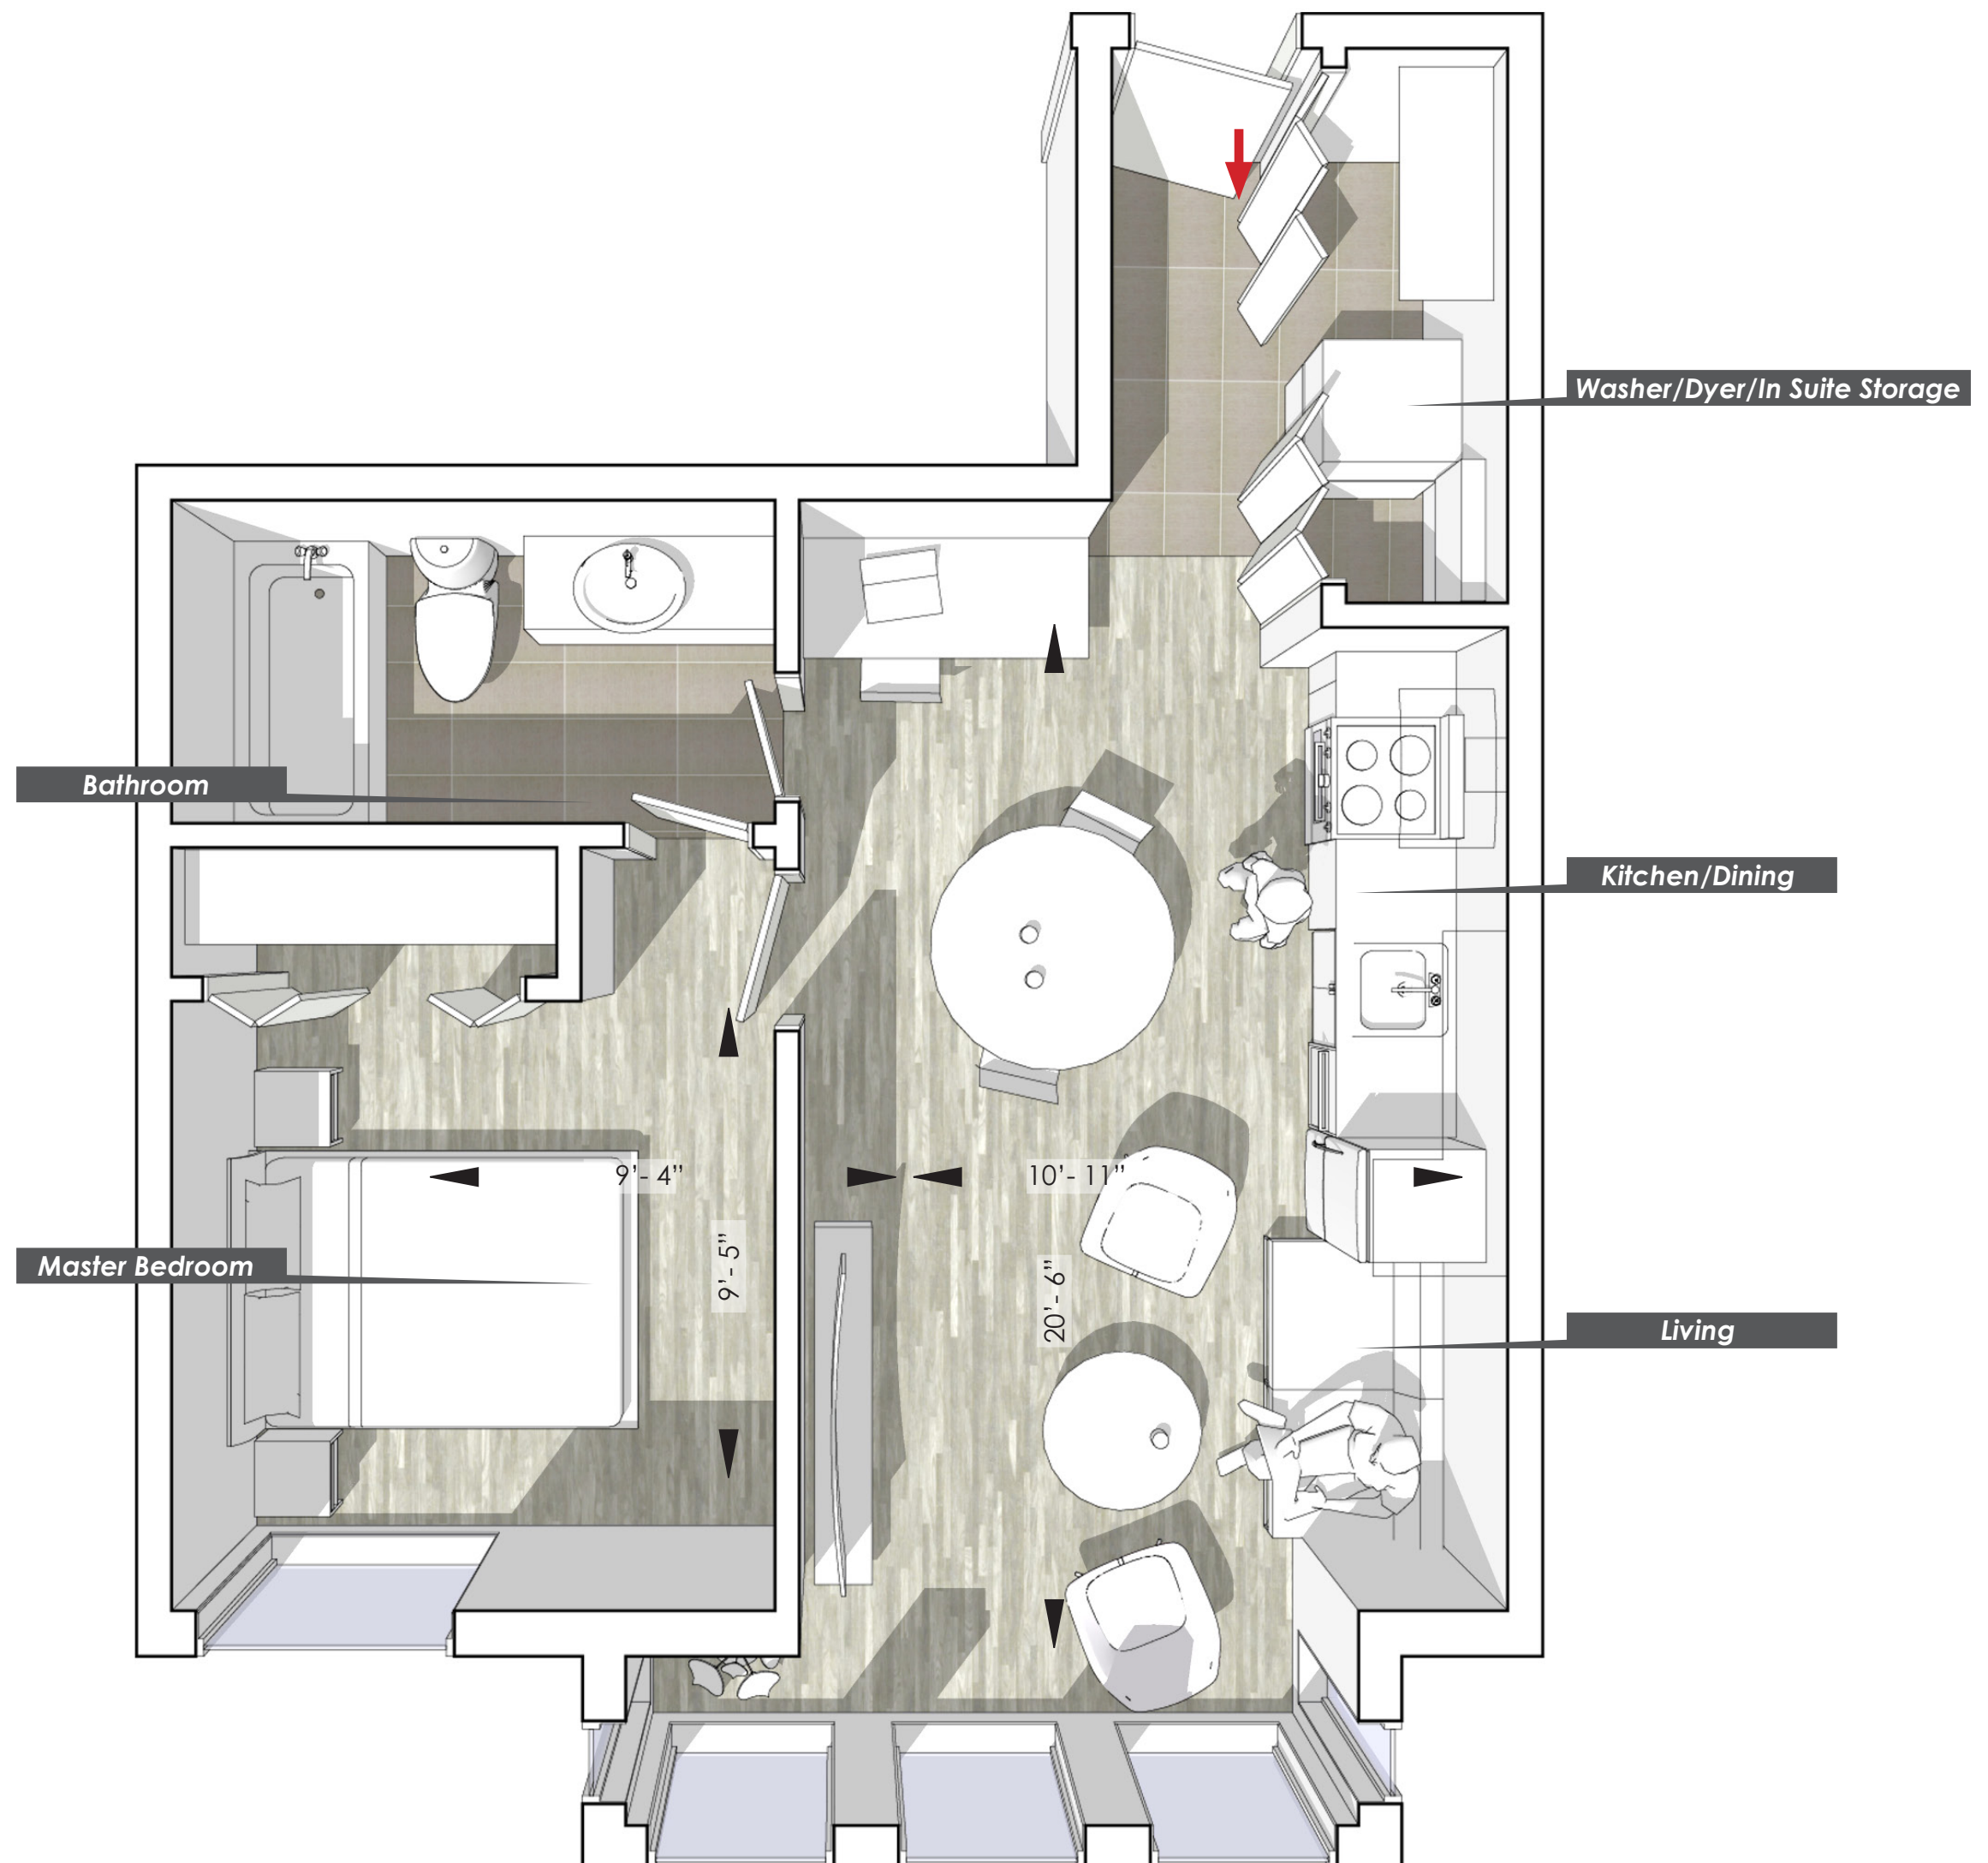 Washer/Dyer/In Suite Storage
Bathroom
Kitchen/Dining
9’- 4”
10’- 11”
9’- 5”
20’- 6”
Master Bedroom
Living